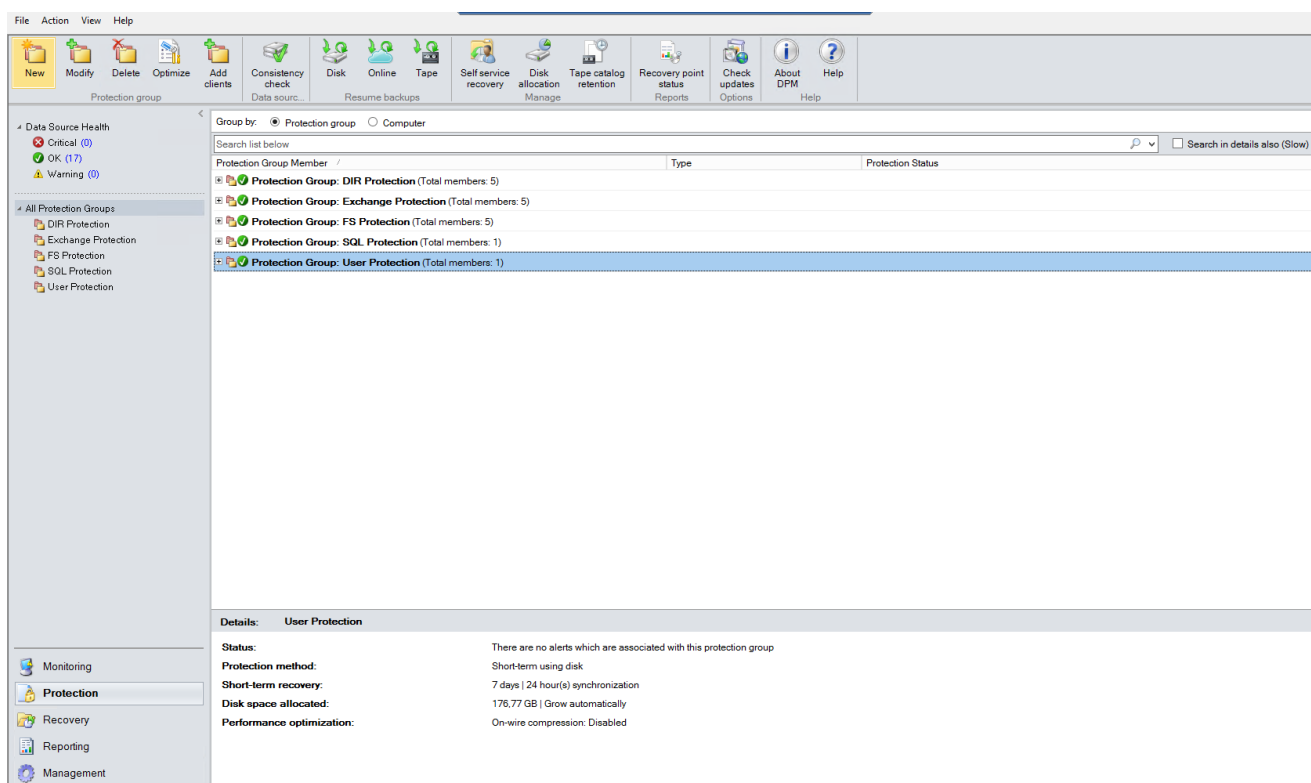 File Action View Help
New Modify Delete Optimize Add clients Consistency check Disk Online Tape Self service recovery Disk allocation Tape catalog retention Recovery point status Check updates About DPM Help
Protection group Data sourc... Resume backups Manage Reports Options Help
Data Source Health
Critical (0)
OK (17)
Warning (0)
All Protection Groups
DIR Protection
Exchange Protection
FS Protection
SQL Protection
User Protection
Group by: Protection group Computer
Search list below Search in details also (Slow)
Protection Group Member / Type Protection Status
Protection Group: DIR Protection (Total members: 5)
Protection Group: Exchange Protection (Total members: 5)
Protection Group: FS Protection (Total members: 5)
Protection Group: SQL Protection (Total members: 1)
Protection Group: User Protection (Total members: 1)
Details: User Protection
Status: There are no alerts which are associated with this protection group
Protection method: Short-term using disk
Short-term recovery: 7 days | 24 hour(s) synchronization
Disk space allocated: 176,77 GB | Grow automatically
Performance optimization: On-wire compression: Disabled
Monitoring
Protection
Recovery
Reporting
Management